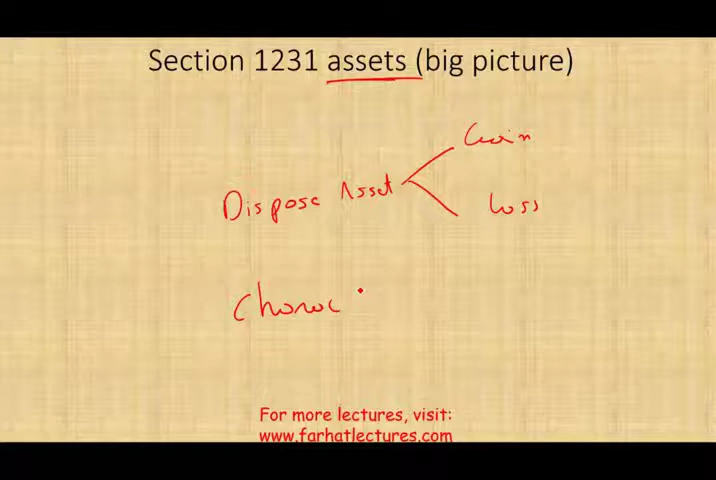 Section 1231 assets (big picture)
Gain
Dispose Asset
Loss
Charac
For more lectures, visit:
www.farhatlectures.com